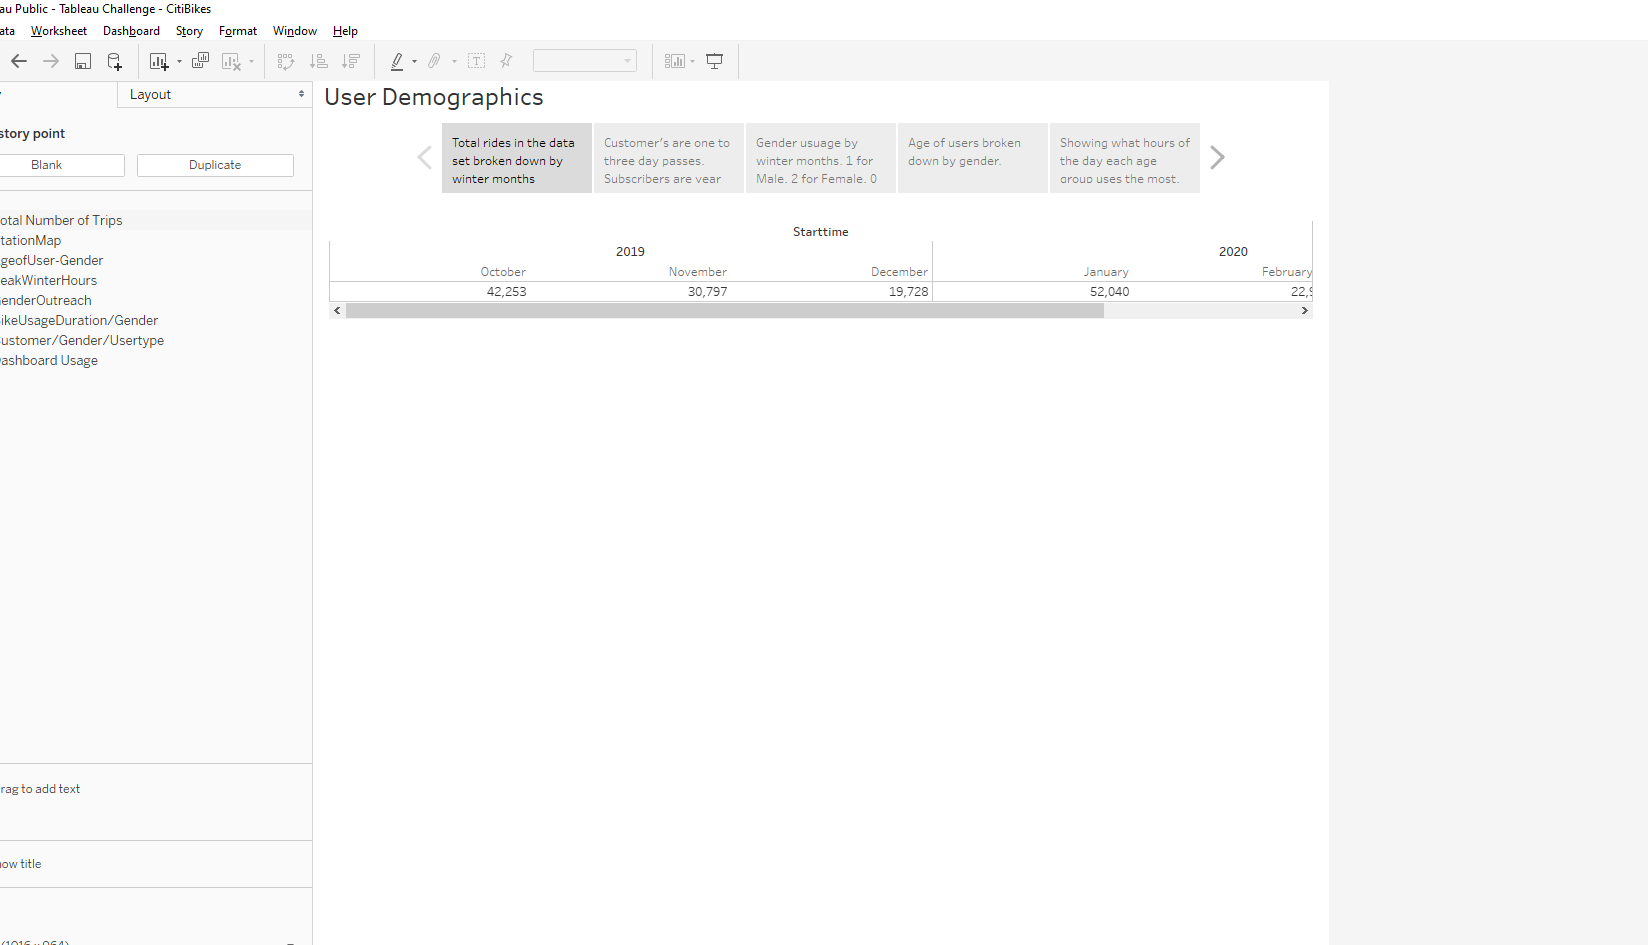 au Public - Tableau Challenge - CitiBikes
ata Worksheet Dashboard Story Format Window Help
Layout
User Demographics
story point
Blank Duplicate
Total rides in the data
set broken down by
winter months
Customer's are one to
three day passes.
Subscribers are year
Gender usuage by
winter months. 1 for
Male. 2 for Female. 0
Age of users broken
down by gender.
Showing what hours of
the day each age
group uses the most.
otal Number of Trips
tationMap
geofUser-Gender
eakWinterHours
enderOutreach
ikeUsageDuration/Gender
ustomer/Gender/Usertype
ashboard Usage
Starttime
2019 2020
October November December January February
42,253 30,797 19,728 52,040 22,9
rag to add text
ow title
(1016 x 964)